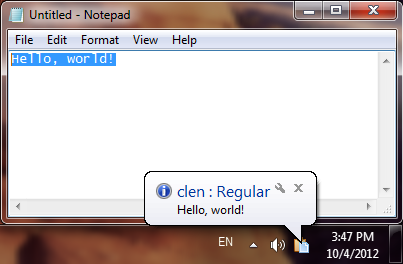 Untitled - Notepad
File Edit Format View Help
Hello, world!
clen : Regular
Hello, world!
EN
3:47 PM
10/4/2012